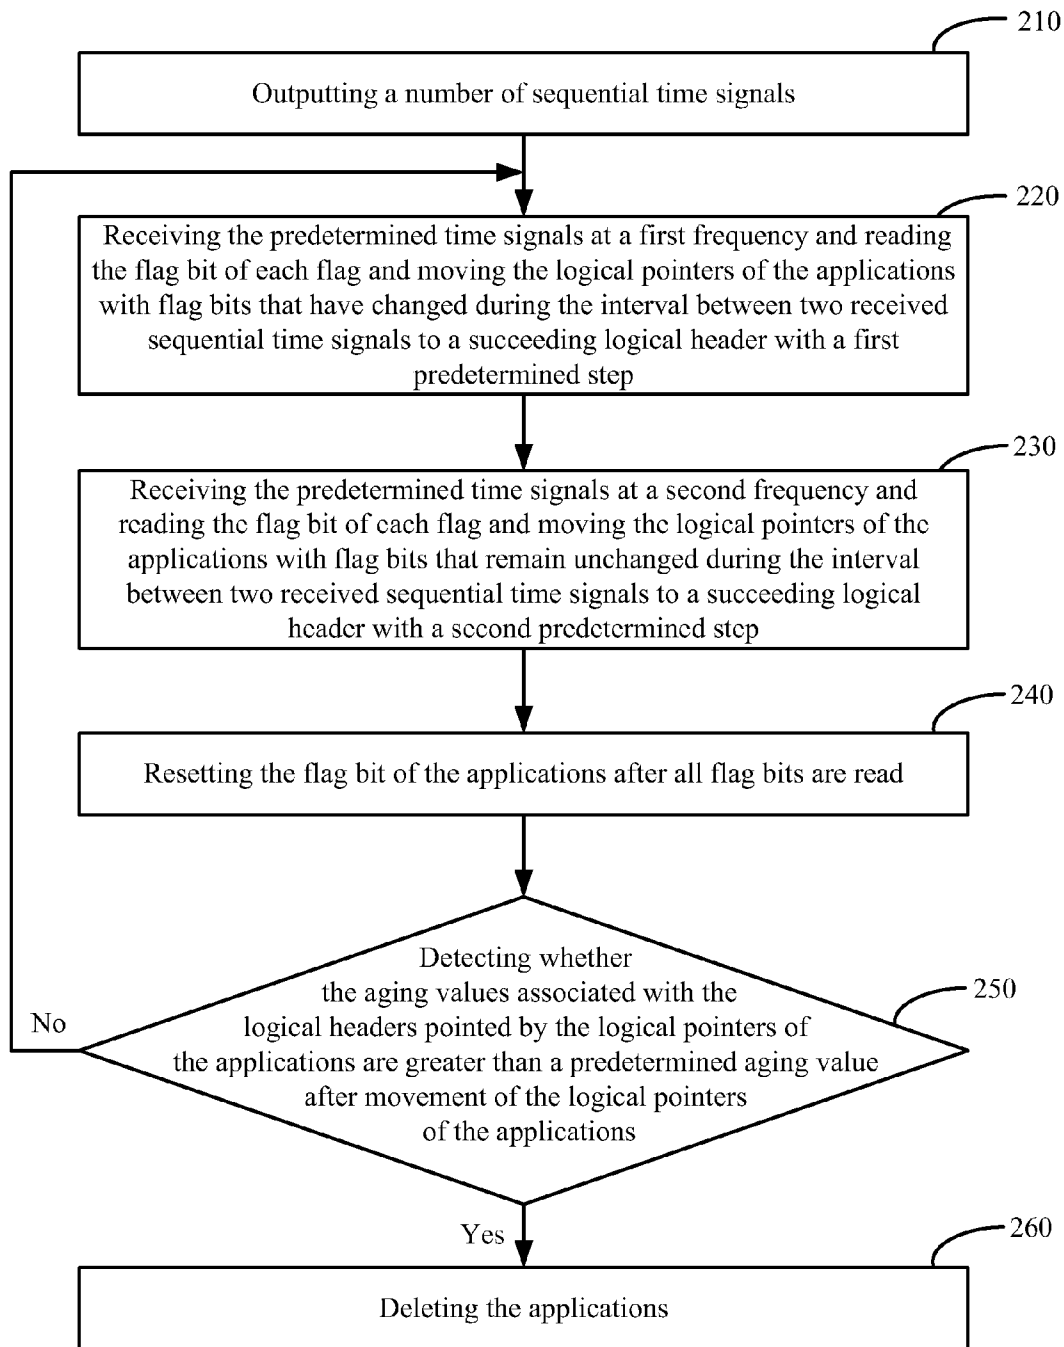 210
Outputting a number of sequential time signals
220
Receiving the predetermined time signals at a first frequency and reading
the flag bit of each flag and moving the logical pointers of the applications
with flag bits that have changed during the interval between two received
sequential time signals to a succeeding logical header with a first
predetermined step
230
Receiving the predetermined time signals at a second frequency and
reading the flag bit of each flag and moving the logical pointers of the
applications with flag bits that remain unchanged during the interval
between two received sequential time signals to a succeeding logical
header with a second predetermined step
240
Resetting the flag bit of the applications after all flag bits are read
Detecting whether
the aging values associated with the
logical headers pointed by the logical pointers of
the applications are greater than a predetermined aging value
after movement of the logical pointers
of the applications
250
No
Yes
260
Deleting the applications